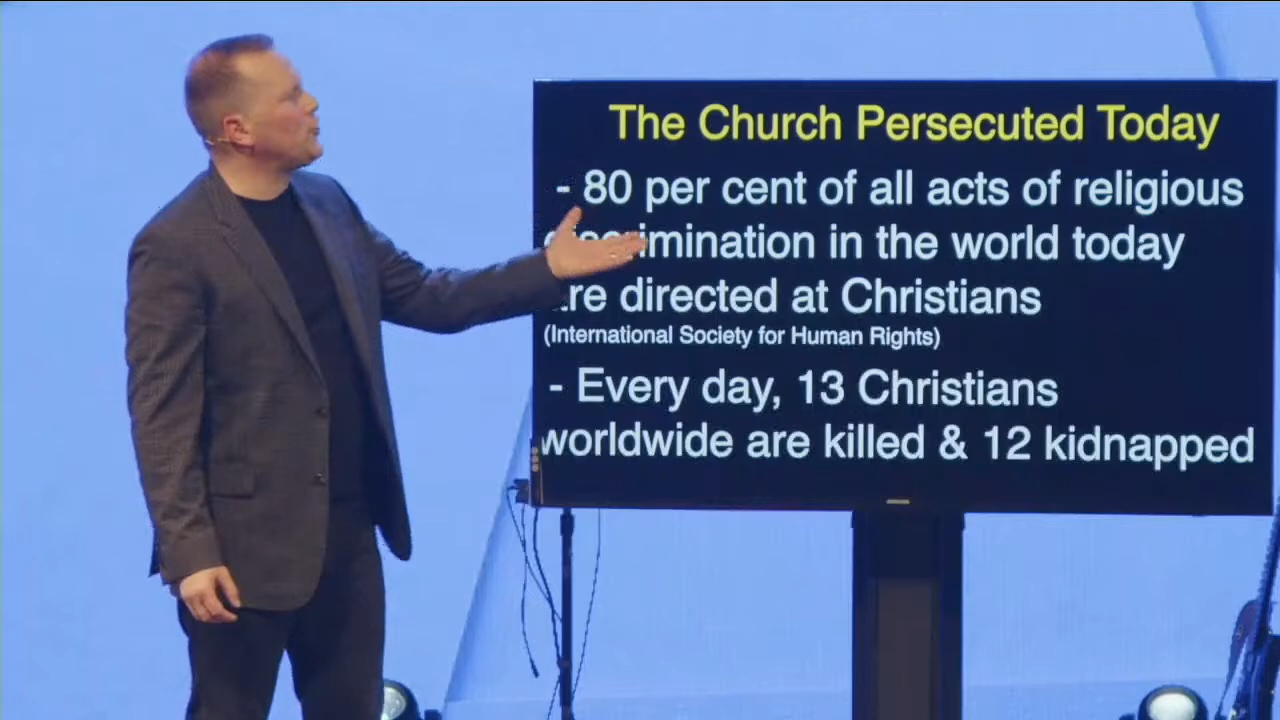 The Church Persecuted Today
- 80 per cent of all acts of religious
discrimination in the world today
are directed at Christians
(International Society for Human Rights)
- Every day, 13 Christians
worldwide are killed & 12 kidnapped